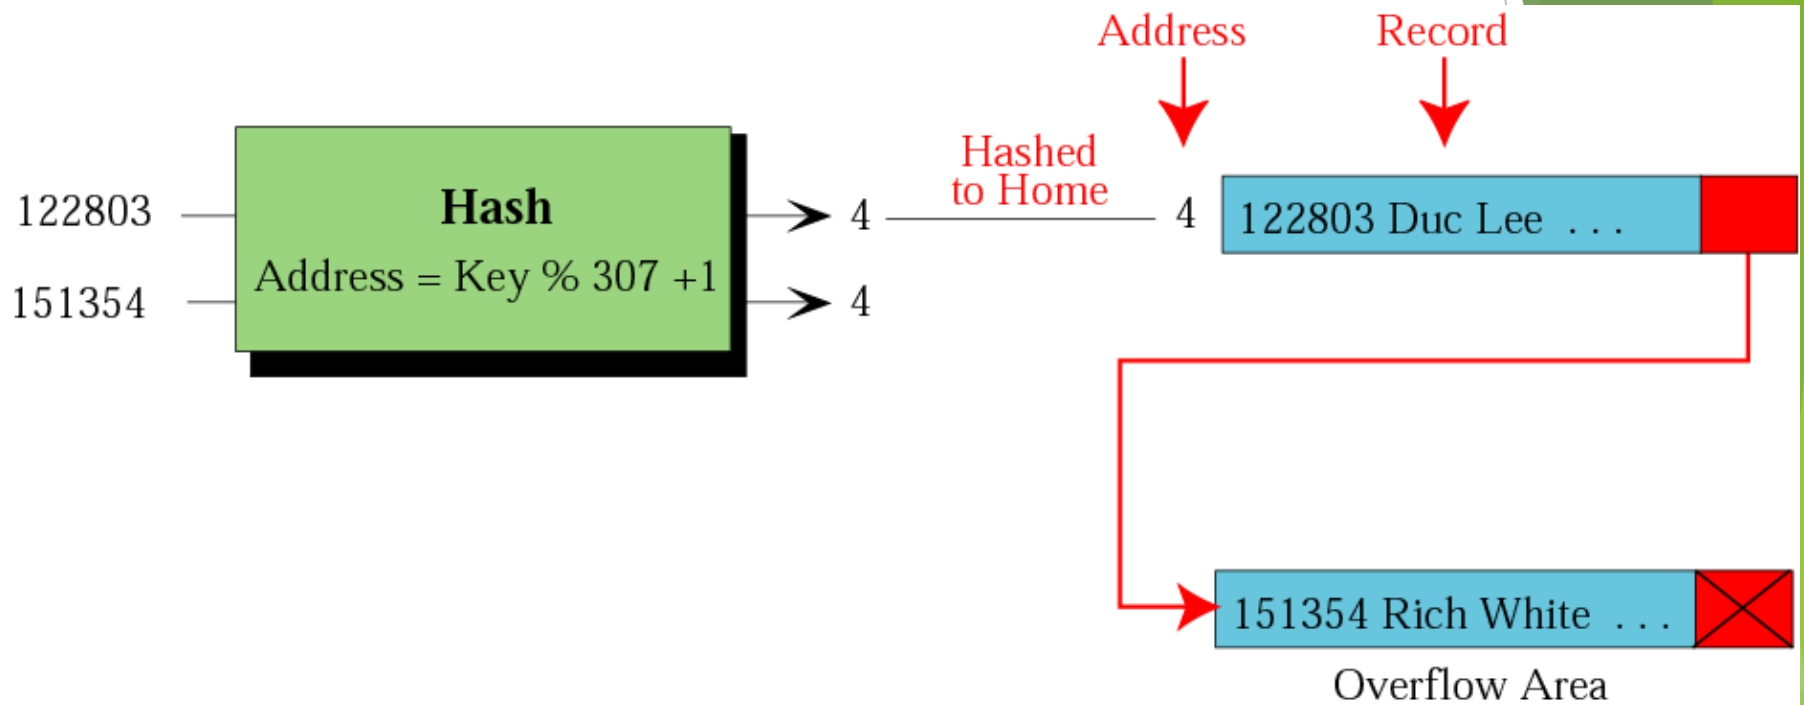 Address
Record
Hashed
to Home
122803
Hash
4
4
122803 Duc Lee ...
Address = Key % 307 +1
151354
4
151354 Rich White ...
Overflow Area